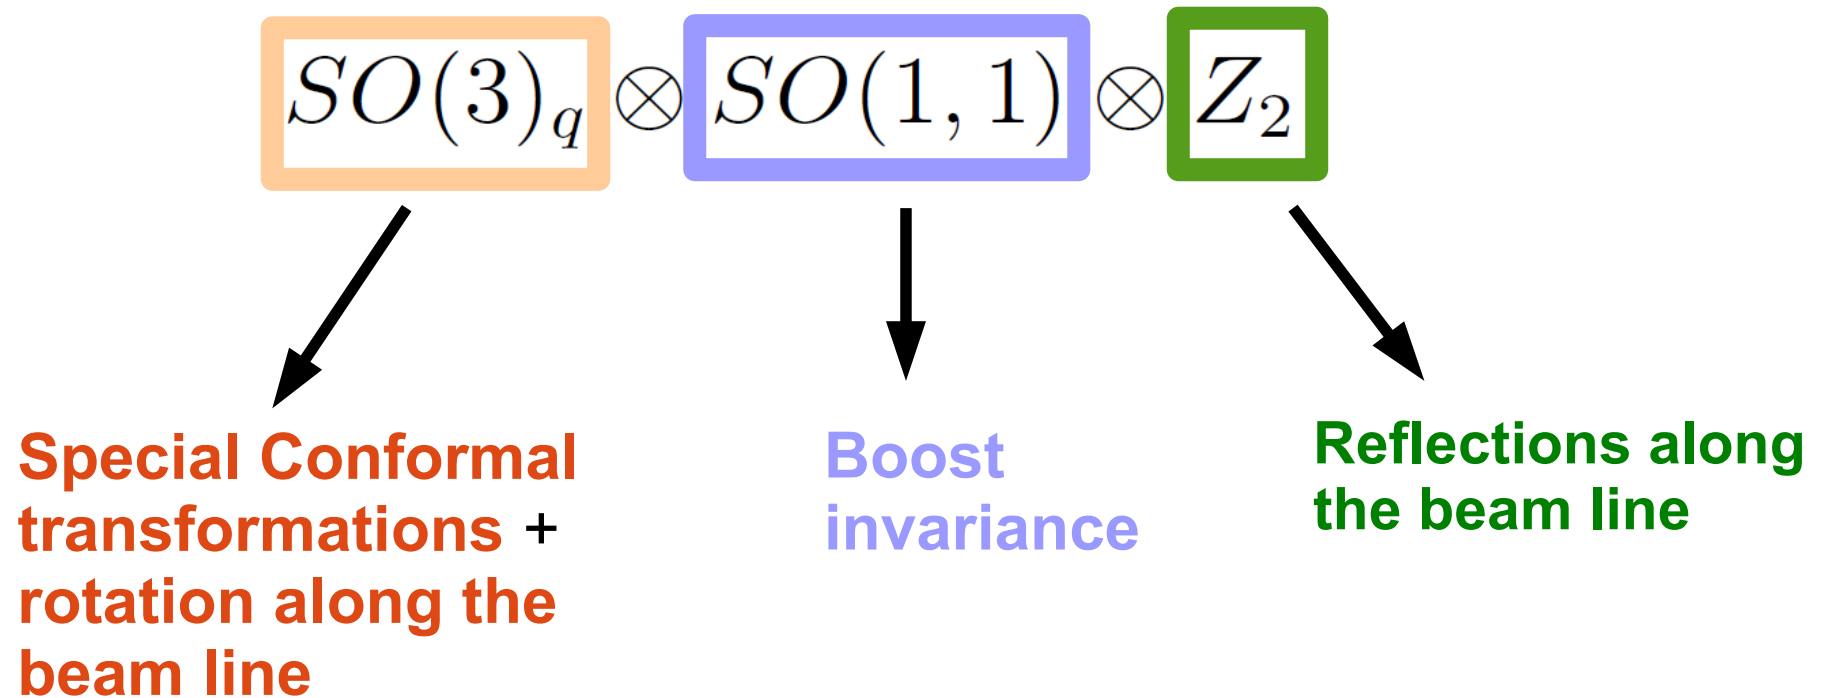 SO(3)_q ⊗ SO(1,1) ⊗ Z_2
Special Conformal
transformations +
rotation along the
beam line
Boost
invariance
Reflections along
the beam line